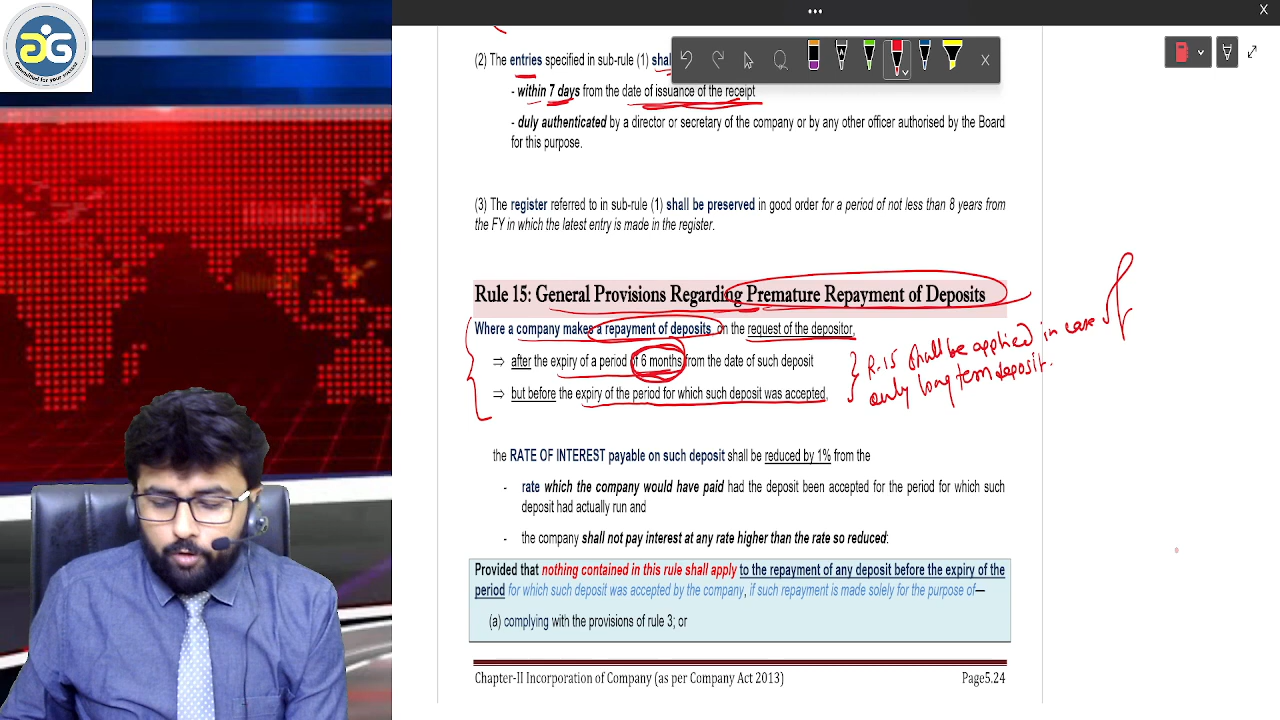 X
(2) The entries specified in sub-rule (1) shal
- within 7 days from the date of issuance of the receipt
- duly authenticated by a director or secretary of the company or by any other officer authorised by the Board
for this purpose.
(3) The register referred to in sub-rule (1) shall be preserved in good order for a period of not less than 8 years from
the FY in which the latest entry is made in the register.
Rule 15: General Provisions Regarding Premature Repayment of Deposits
Where a company makes a repayment of deposits on the request of the depositor,
⇒ after the expiry of a period of 6 months from the date of such deposit
⇒ but before the expiry of the period for which such deposit was accepted,
R-15 shall be applied in case of
only long term deposit.
the RATE OF INTEREST payable on such deposit shall be reduced by 1% from the
- rate which the company would have paid had the deposit been accepted for the period for which such
deposit had actually run and
- the company shall not pay interest at any rate higher than the rate so reduced:
Provided that nothing contained in this rule shall apply to the repayment of any deposit before the expiry of the
period for which such deposit was accepted by the company, if such repayment is made solely for the purpose of—
(a) complying with the provisions of rule 3; or
Chapter-II Incorporation of Company (as per Company Act 2013) Page5.24